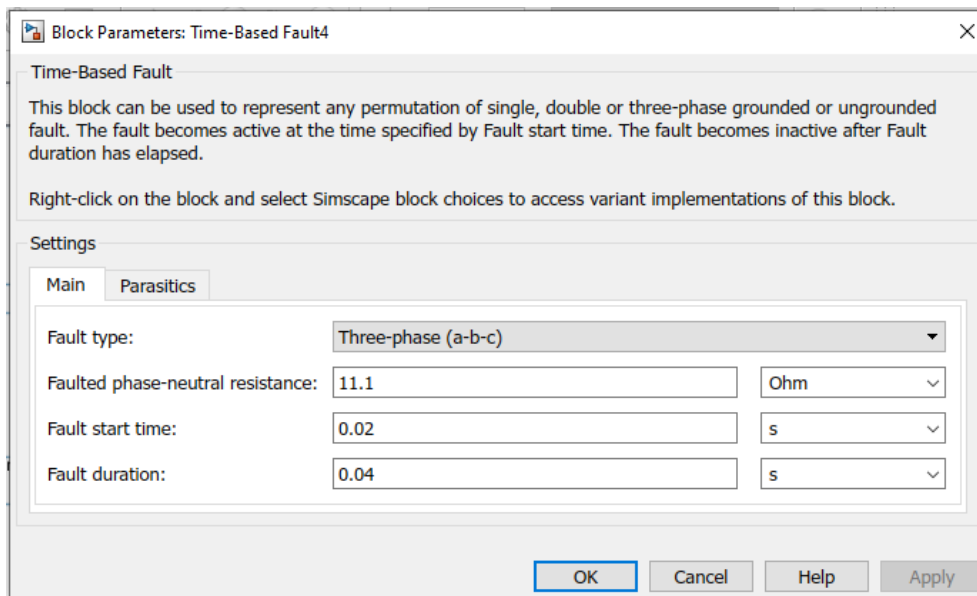 Block Parameters: Time-Based Fault4
Time-Based Fault
This block can be used to represent any permutation of single, double or three-phase grounded or ungrounded
fault. The fault becomes active at the time specified by Fault start time. The fault becomes inactive after Fault
duration has elapsed.
Right-click on the block and select Simscape block choices to access variant implementations of this block.
Settings
Main Parasitics
Fault type: Three-phase (a-b-c)
Faulted phase-neutral resistance: 11.1 Ohm
Fault start time: 0.02 s
Fault duration: 0.04 s
OK Cancel Help Apply